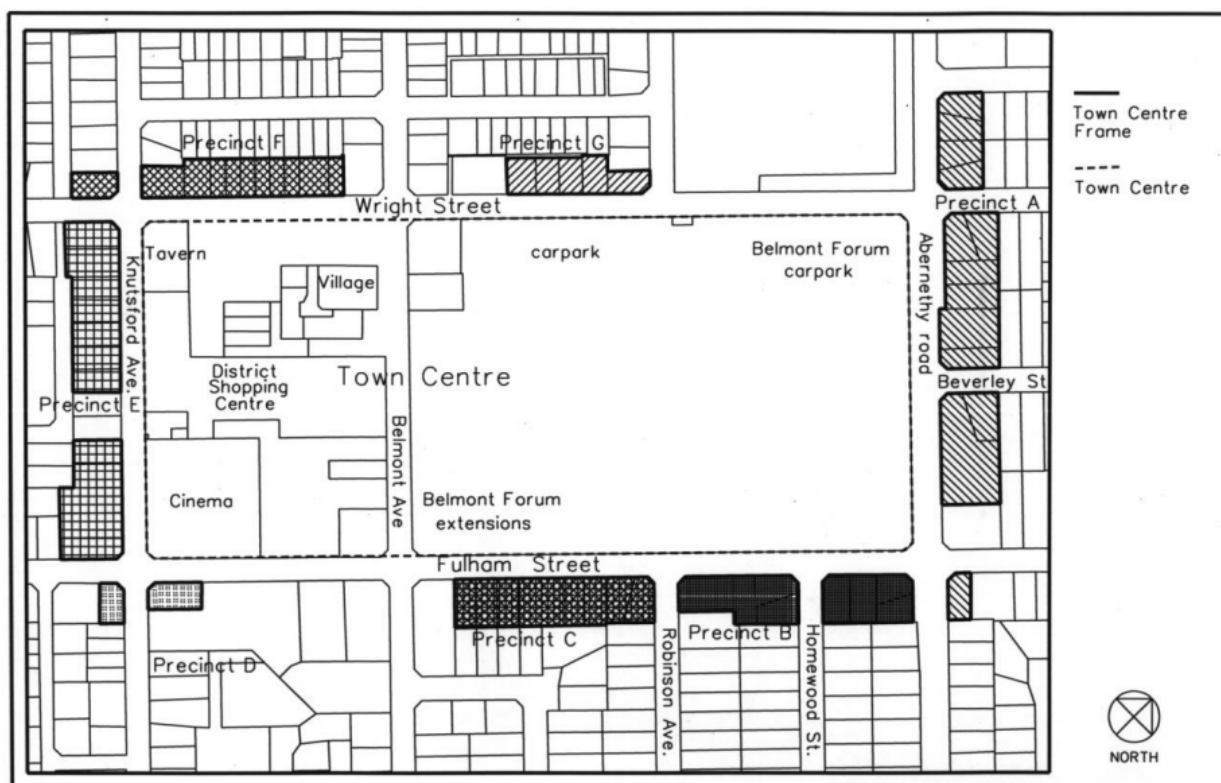 Town Centre
Frame
Town Centre
Precinct F
Precinct G
Wright Street
Precinct A
Tavern
carpark
Belmont Forum
carpark
Village
Knutsford Ave.
Abernethy road
District
Shopping
Centre
Town Centre
Beverley St
Precinct E
Belmont Ave
Cinema
Belmont Forum
extensions
Fulham Street
Precinct C
Precinct B
Precinct D
Robinson Ave.
Homewood St.
NORTH